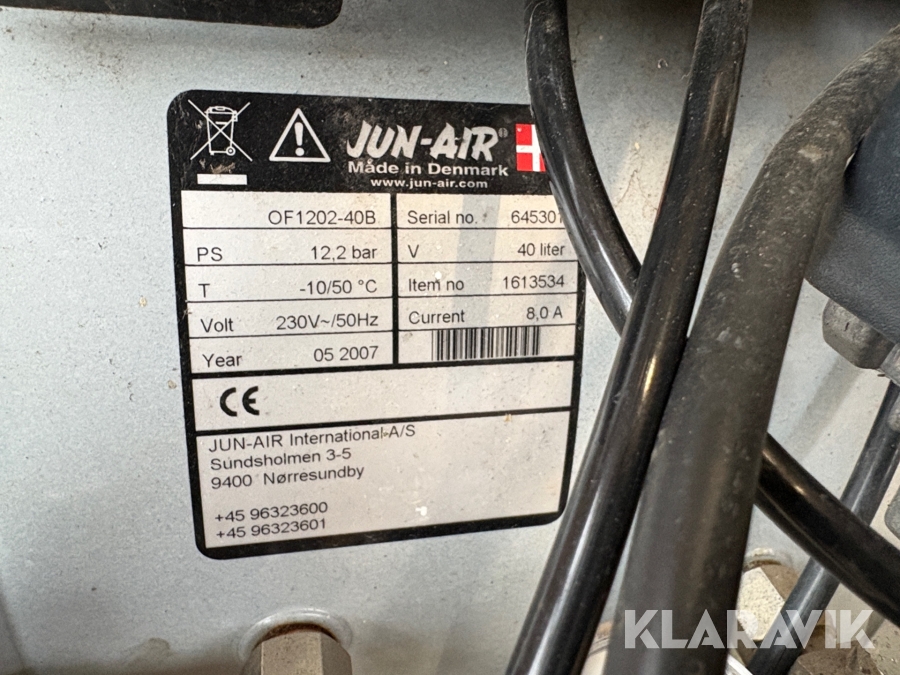 JUN-AIR®
Made in Denmark
www.jun-air.com
OF1202-40B
PS 12,2 bar
T -10/50 °C
Volt 230V~/50Hz
Year 05 2007
Serial no. 645301
V 40 liter
Item no 1613534
Current 8,0 A
CE
JUN-AIR International A/S
Sundsholmen 3-5
9400 Nørresundby
+45 96323600
+45 96323601
KLARAVIK